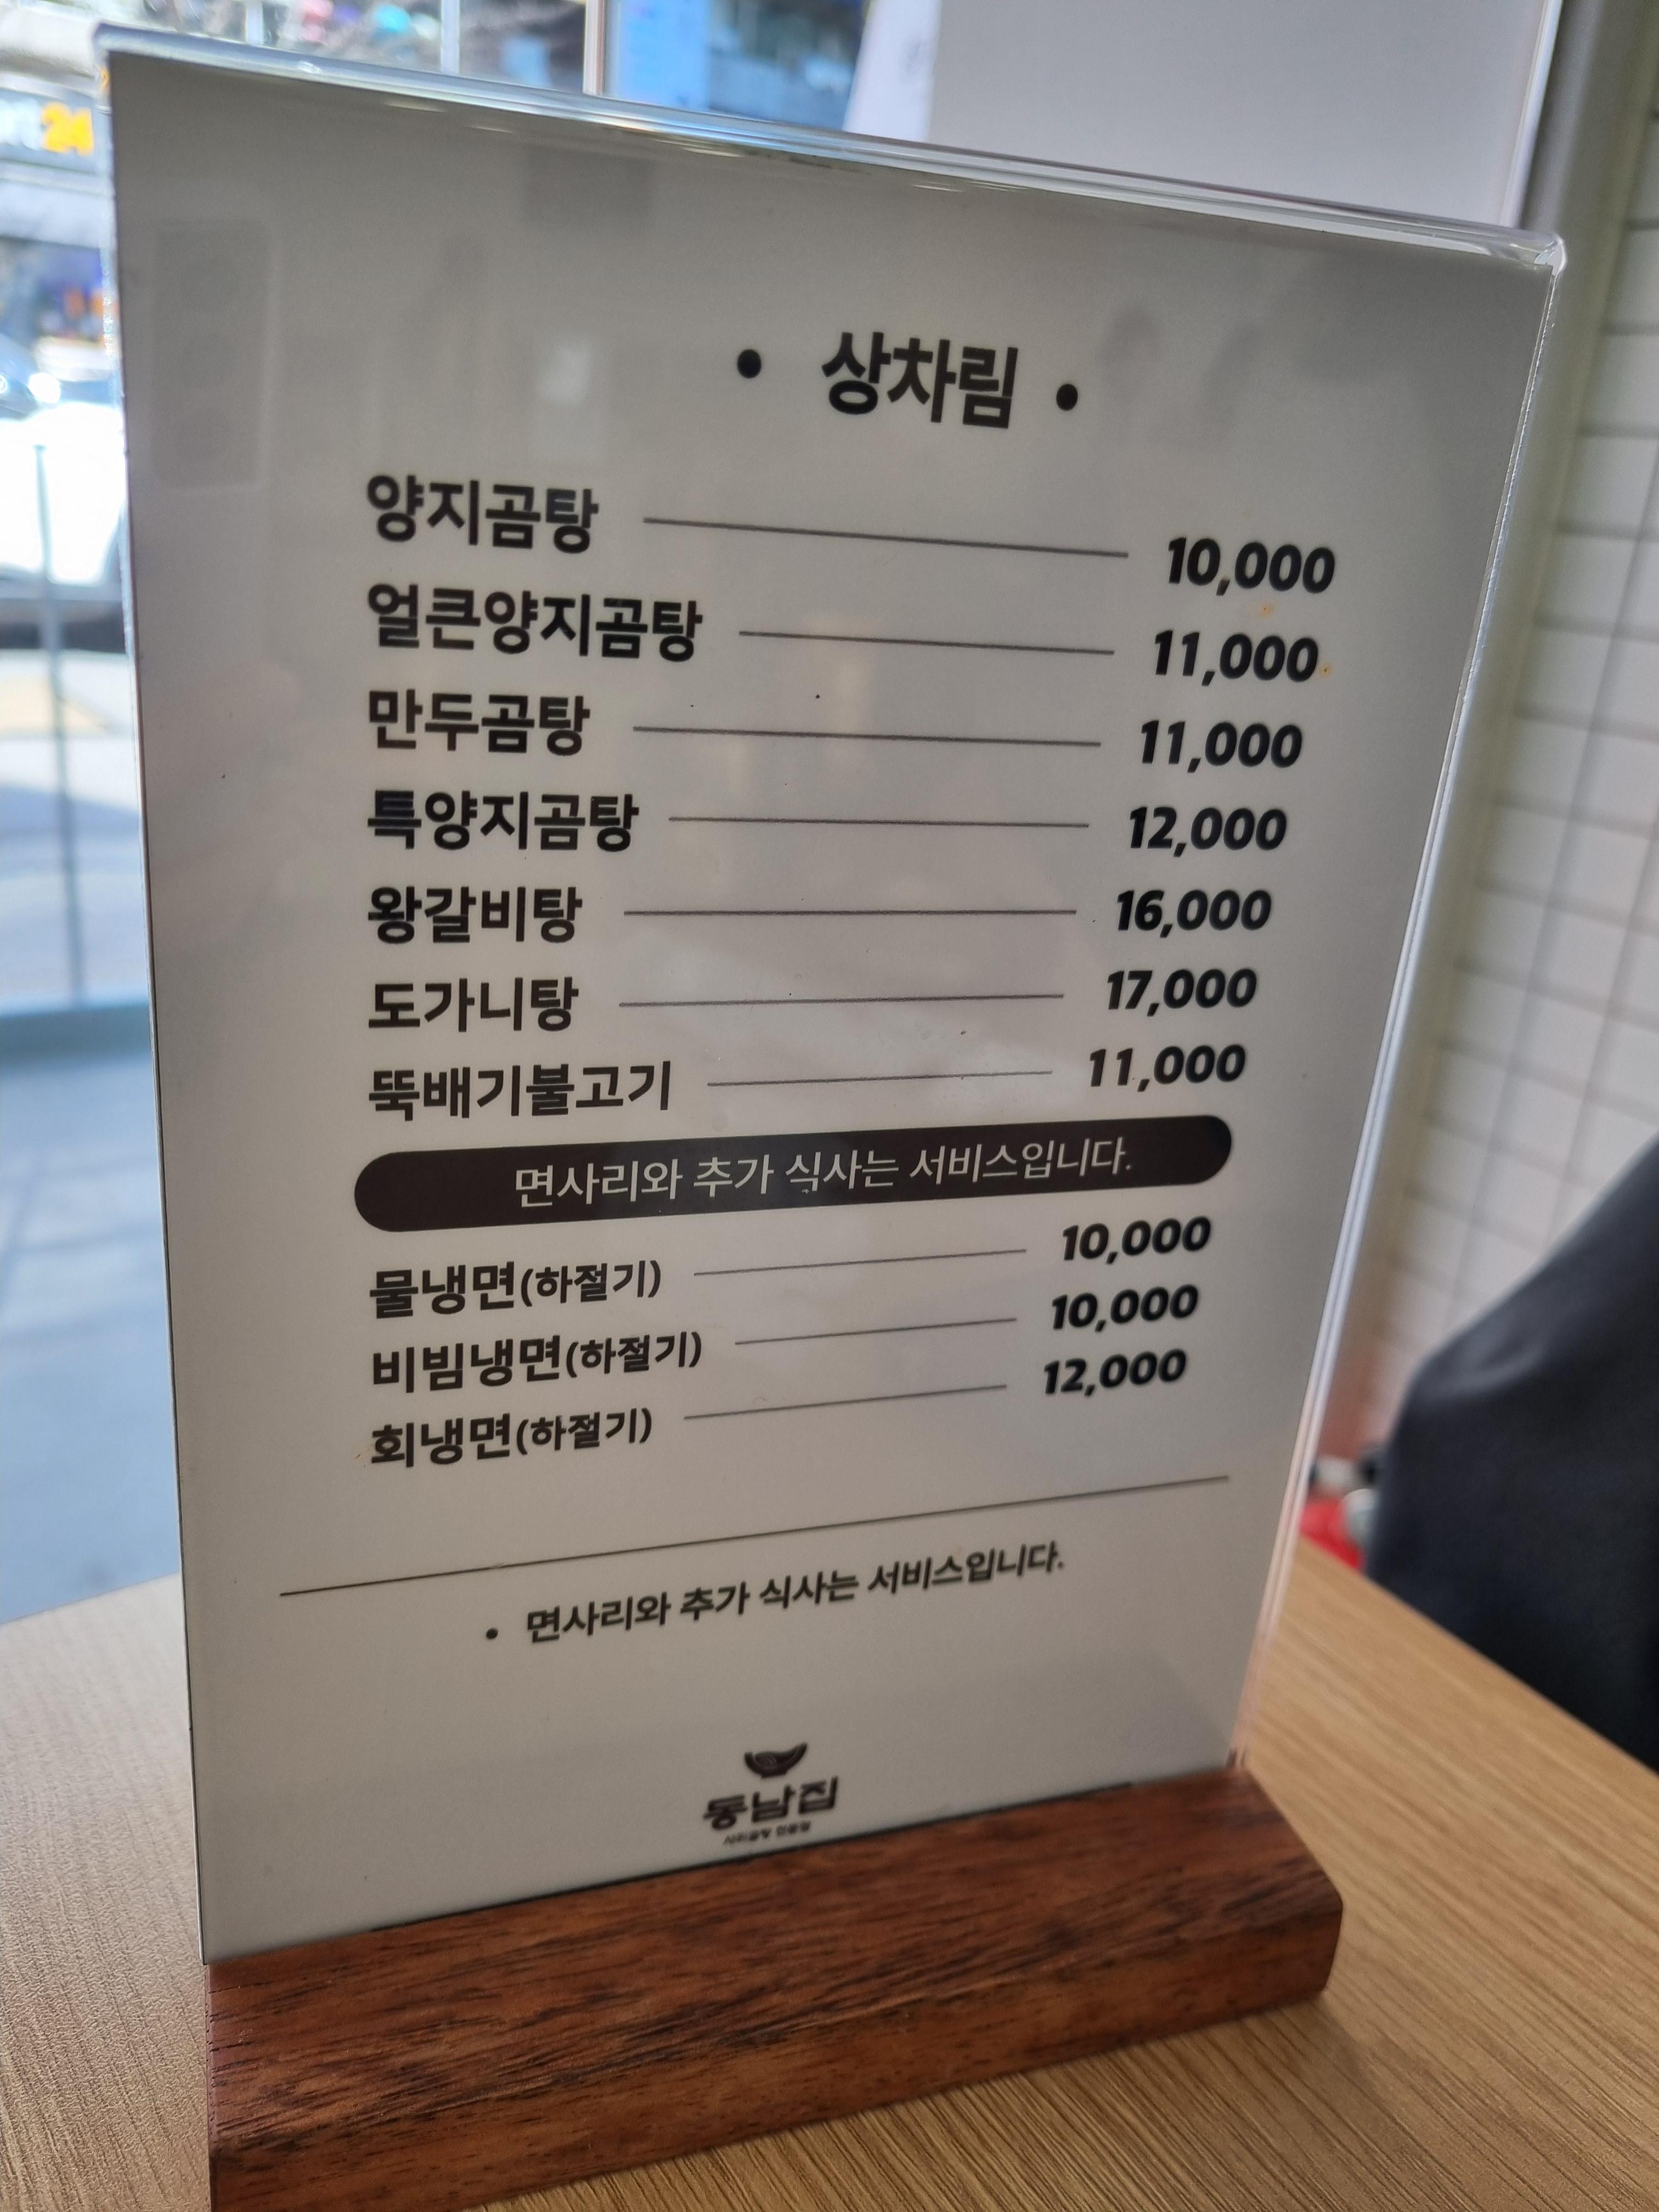 24
• 상차림 •
양지곰탕 10,000
얼큰양지곰탕 11,000
만두곰탕 11,000
특양지곰탕 12,000
왕갈비탕 16,000
도가니탕 17,000
뚝배기불고기 11,000
면사리와 추가 식사는 서비스입니다.
물냉면(하절기) 10,000
비빔냉면(하절기) 10,000
회냉면(하절기) 12,000
• 면사리와 추가 식사는 서비스입니다.
동남집